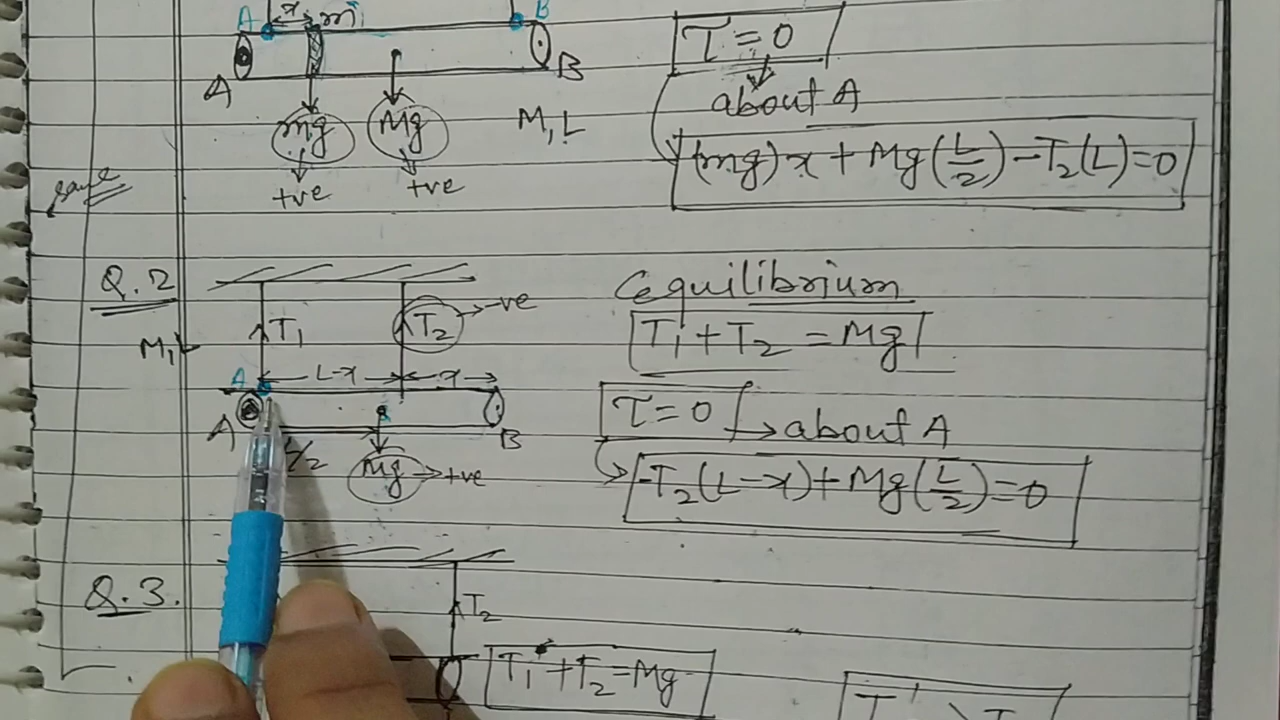 A x m B
A B
mg Mg M, L
+ve +ve
τ = 0
about A
(mg)x + Mg(L/2) - T₂(L) = 0
Q.2
M, L
T₁ T₂ -ve
A L-x x
A B
L/2 Mg +ve
equilibrium
T₁ + T₂ = Mg
τ = 0 → about A
-T₂(L-x) + Mg(L/2) = 0
Q.3.
T₂
T₁ + T₂ = Mg